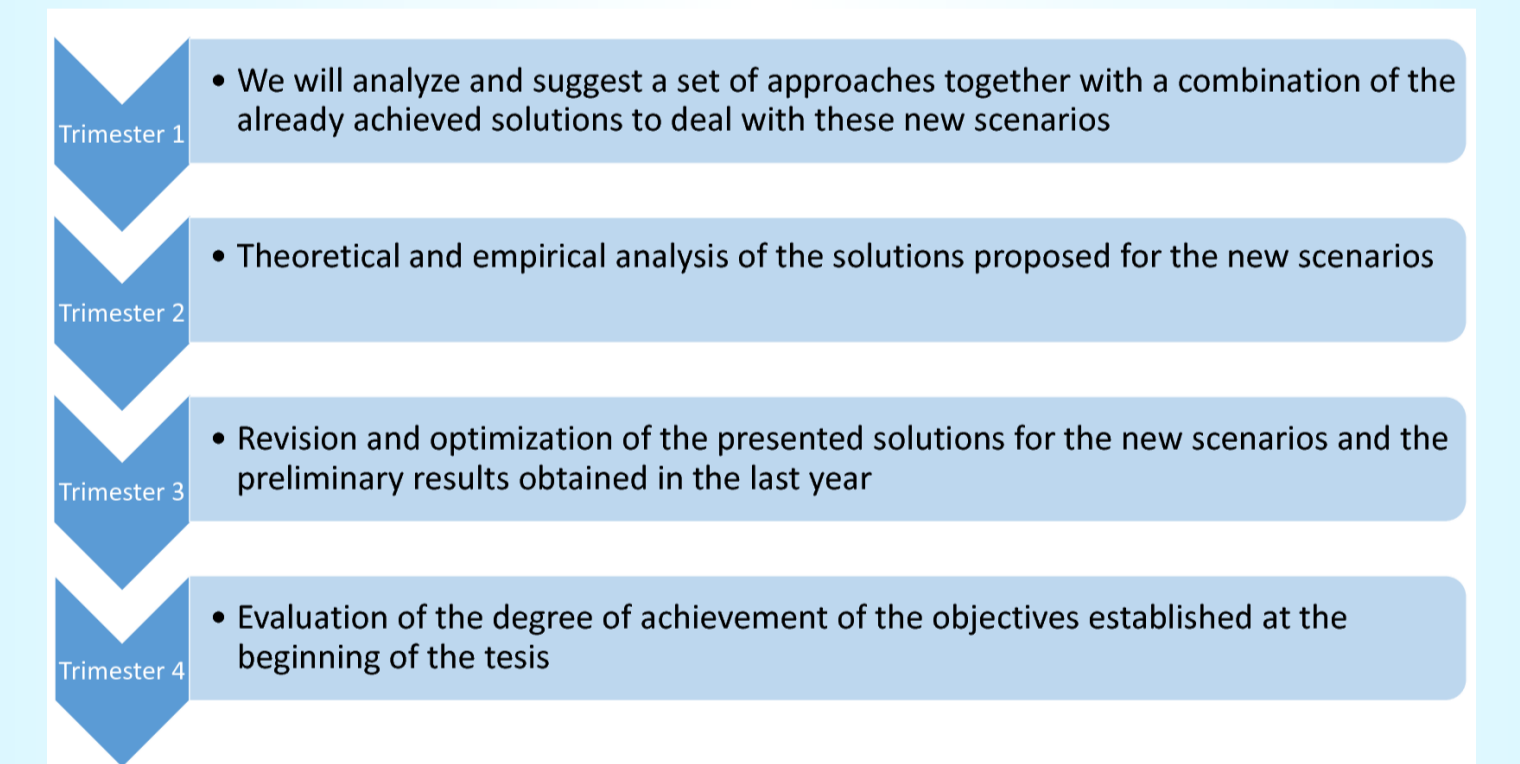 Trimester 1
• We will analyze and suggest a set of approaches together with a combination of the
already achieved solutions to deal with these new scenarios
Trimester 2
• Theoretical and empirical analysis of the solutions proposed for the new scenarios
Trimester 3
• Revision and optimization of the presented solutions for the new scenarios and the
preliminary results obtained in the last year
Trimester 4
• Evaluation of the degree of achievement of the objectives established at the
beginning of the tesis